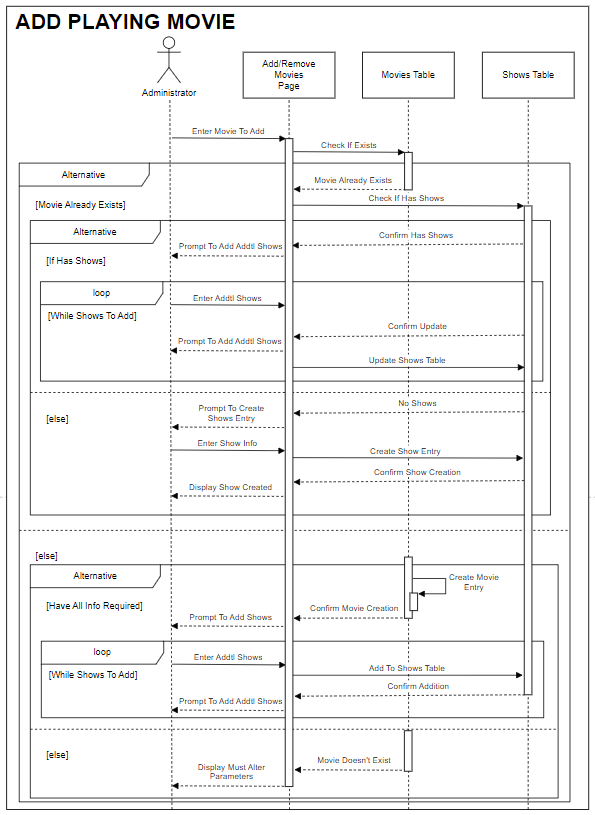 ADD PLAYING MOVIE
Administrator
Add/Remove
Movies
Page
Movies Table
Shows Table
Enter Movie To Add
Check If Exists
Alternative
Movie Already Exists
[Movie Already Exists]
Check If Has Shows
Alternative
Confirm Has Shows
Prompt To Add Addtl Shows
[If Has Shows]
loop
Enter Addtl Shows
[While Shows To Add]
Confirm Update
Prompt To Add Addtl Shows
Update Shows Table
No Shows
[else]
Prompt To Create
Shows Entry
Enter Show Info
Create Show Entry
Confirm Show Creation
Display Show Created
[else]
Alternative
Create Movie
Entry
[Have All Info Required]
Confirm Movie Creation
Prompt To Add Shows
loop
Enter Addtl Shows
[While Shows To Add]
Add To Shows Table
Confirm Addition
Prompt To Add Addtl Shows
[else]
Movie Doesn't Exist
Display Must Alter
Parameters